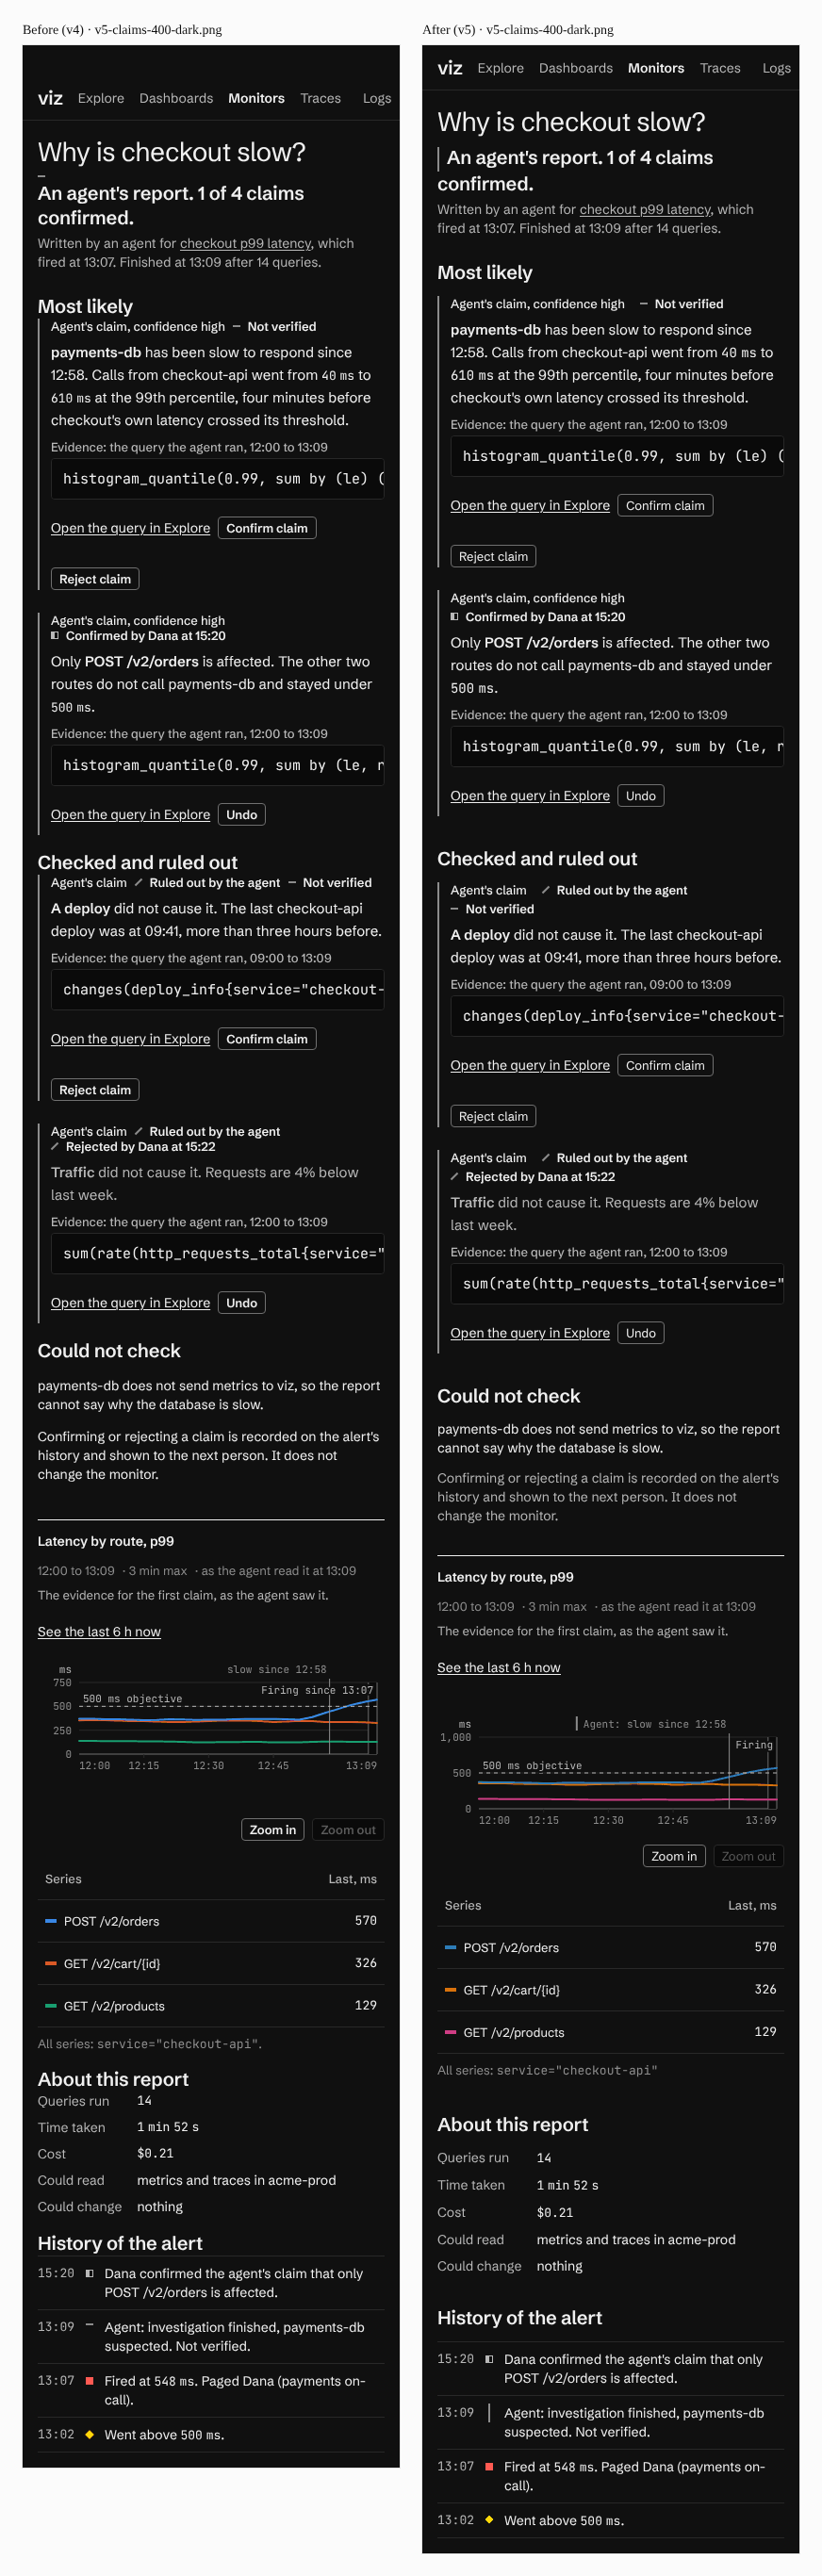 Before (v4) · v5-claims-400-dark.png
viz Explore Dashboards Monitors Traces Logs
Why is checkout slow?
An agent's report. 1 of 4 claims
confirmed.
Written by an agent for checkout p99 latency, which
fired at 13:07. Finished at 13:09 after 14 queries.
Most likely
Agent's claim, confidence high – Not verified
payments-db has been slow to respond since
12:58. Calls from checkout-api went from 40 ms to
610 ms at the 99th percentile, four minutes before
checkout's own latency crossed its threshold.
Evidence: the query the agent ran, 12:00 to 13:09
histogram_quantile(0.99, sum by (le) (
Open the query in Explore Confirm claim
Reject claim
Agent's claim, confidence high
Confirmed by Dana at 15:20
Only POST /v2/orders is affected. The other two
routes do not call payments-db and stayed under
500 ms.
Evidence: the query the agent ran, 12:00 to 13:09
histogram_quantile(0.99, sum by (le, r
Open the query in Explore Undo
Checked and ruled out
Agent's claim Ruled out by the agent – Not verified
A deploy did not cause it. The last checkout-api
deploy was at 09:41, more than three hours before.
Evidence: the query the agent ran, 09:00 to 13:09
changes(deploy_info{service="checkout-
Open the query in Explore Confirm claim
Reject claim
Agent's claim Ruled out by the agent
Rejected by Dana at 15:22
Traffic did not cause it. Requests are 4% below
last week.
Evidence: the query the agent ran, 12:00 to 13:09
sum(rate(http_requests_total{service="
Open the query in Explore Undo
Could not check
payments-db does not send metrics to viz, so the report
cannot say why the database is slow.
Confirming or rejecting a claim is recorded on the alert's
history and shown to the next person. It does not
change the monitor.
Latency by route, p99
12:00 to 13:09 · 3 min max · as the agent read it at 13:09
The evidence for the first claim, as the agent saw it.
See the last 6 h now
ms slow since 12:58
750 Firing since 13:07
500 500 ms objective
250
0
12:00 12:15 12:30 12:45 13:09
Zoom in Zoom out
Series Last, ms
POST /v2/orders 570
GET /v2/cart/{id} 326
GET /v2/products 129
All series: service="checkout-api".
About this report
Queries run 14
Time taken 1 min 52 s
Cost $0.21
Could read metrics and traces in acme-prod
Could change nothing
History of the alert
15:20 Dana confirmed the agent's claim that only
POST /v2/orders is affected.
13:09 Agent: investigation finished, payments-db
suspected. Not verified.
13:07 Fired at 548 ms. Paged Dana (payments on-
call).
13:02 Went above 500 ms.
After (v5) · v5-claims-400-dark.png
viz Explore Dashboards Monitors Traces Logs
Why is checkout slow?
An agent's report. 1 of 4 claims
confirmed.
Written by an agent for checkout p99 latency, which
fired at 13:07. Finished at 13:09 after 14 queries.
Most likely
Agent's claim, confidence high – Not verified
payments-db has been slow to respond since
12:58. Calls from checkout-api went from 40 ms to
610 ms at the 99th percentile, four minutes before
checkout's own latency crossed its threshold.
Evidence: the query the agent ran, 12:00 to 13:09
histogram_quantile(0.99, sum by (le) (
Open the query in Explore Confirm claim
Reject claim
Agent's claim, confidence high
Confirmed by Dana at 15:20
Only POST /v2/orders is affected. The other two
routes do not call payments-db and stayed under
500 ms.
Evidence: the query the agent ran, 12:00 to 13:09
histogram_quantile(0.99, sum by (le, r
Open the query in Explore Undo
Checked and ruled out
Agent's claim Ruled out by the agent
– Not verified
A deploy did not cause it. The last checkout-api
deploy was at 09:41, more than three hours before.
Evidence: the query the agent ran, 09:00 to 13:09
changes(deploy_info{service="checkout-
Open the query in Explore Confirm claim
Reject claim
Agent's claim Ruled out by the agent
Rejected by Dana at 15:22
Traffic did not cause it. Requests are 4% below
last week.
Evidence: the query the agent ran, 12:00 to 13:09
sum(rate(http_requests_total{service="
Open the query in Explore Undo
Could not check
payments-db does not send metrics to viz, so the report
cannot say why the database is slow.
Confirming or rejecting a claim is recorded on the alert's
history and shown to the next person. It does not
change the monitor.
Latency by route, p99
12:00 to 13:09 · 3 min max · as the agent read it at 13:09
The evidence for the first claim, as the agent saw it.
See the last 6 h now
ms Agent: slow since 12:58
1,000 Firing
500 500 ms objective
0
12:00 12:15 12:30 12:45 13:09
Zoom in Zoom out
Series Last, ms
POST /v2/orders 570
GET /v2/cart/{id} 326
GET /v2/products 129
All series: service="checkout-api"
About this report
Queries run 14
Time taken 1 min 52 s
Cost $0.21
Could read metrics and traces in acme-prod
Could change nothing
History of the alert
15:20 Dana confirmed the agent's claim that only
POST /v2/orders is affected.
13:09 Agent: investigation finished, payments-db
suspected. Not verified.
13:07 Fired at 548 ms. Paged Dana (payments on-
call).
13:02 Went above 500 ms.